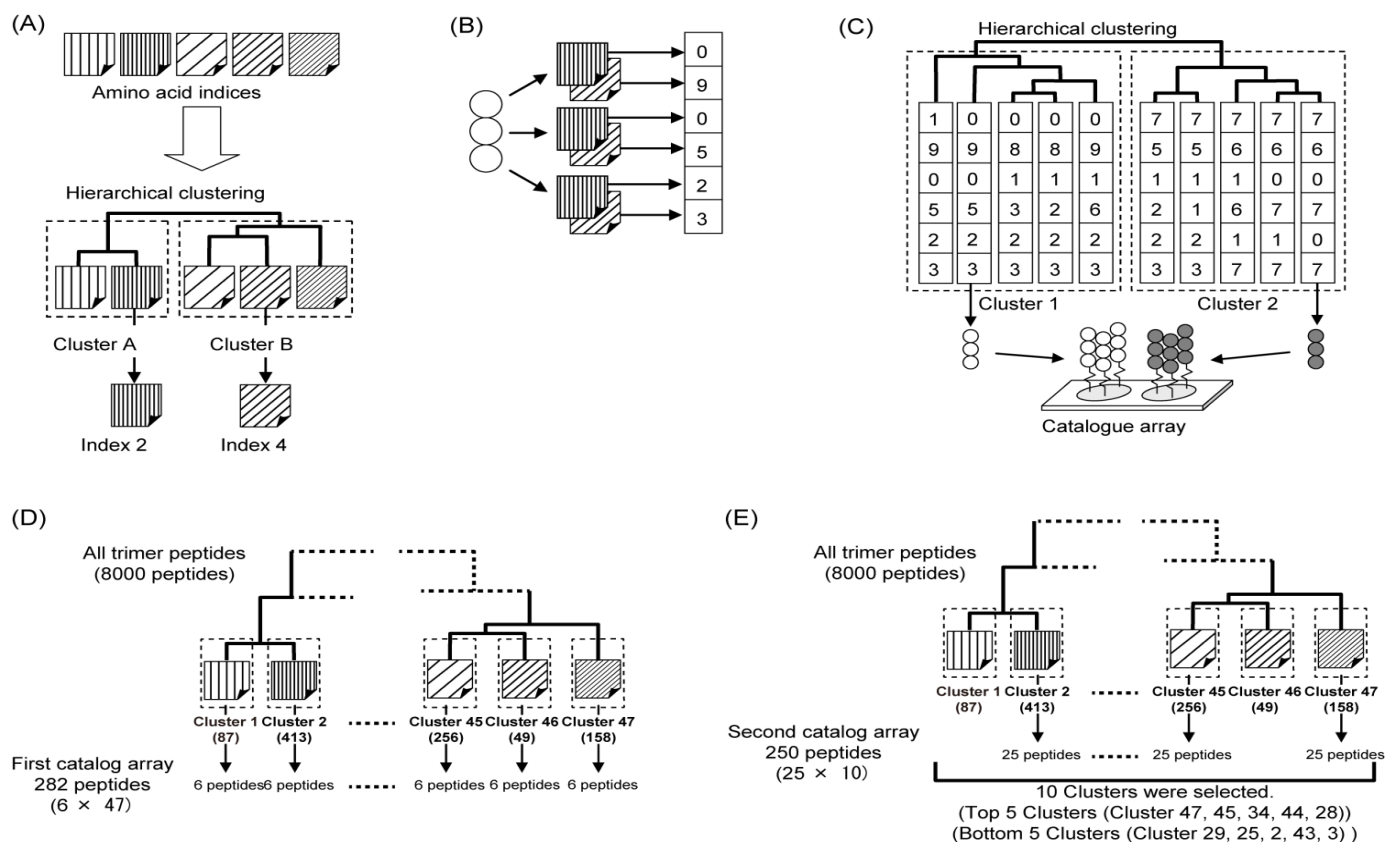 (A)
Amino acid indices
Hierarchical clustering
Cluster A
Cluster B
Index 2
Index 4
(B)
0
9
0
5
2
3
(C)
Hierarchical clustering
1 0 0 0 0 7 7 7 7 7
9 9 8 8 9 5 5 6 6 6
0 0 1 1 1 1 1 1 0 0
5 5 3 2 6 2 1 6 7 7
2 2 2 2 2 2 2 1 1 0
3 3 3 3 3 3 3 7 7 7
Cluster 1
Cluster 2
Catalogue array
(D)
All trimer peptides
(8000 peptides)
Cluster 1 Cluster 2 Cluster 45 Cluster 46 Cluster 47
(87) (413) (256) (49) (158)
First catalog array
282 peptides
(6 × 47)
6 peptides 6 peptides 6 peptides 6 peptides 6 peptides
(E)
All trimer peptides
(8000 peptides)
Cluster 1 Cluster 2 Cluster 45 Cluster 46 Cluster 47
(87) (413) (256) (49) (158)
Second catalog array
250 peptides
(25 × 10)
25 peptides 25 peptides 25 peptides
10 Clusters were selected.
(Top 5 Clusters (Cluster 47, 45, 34, 44, 28))
(Bottom 5 Clusters (Cluster 29, 25, 2, 43, 3) )